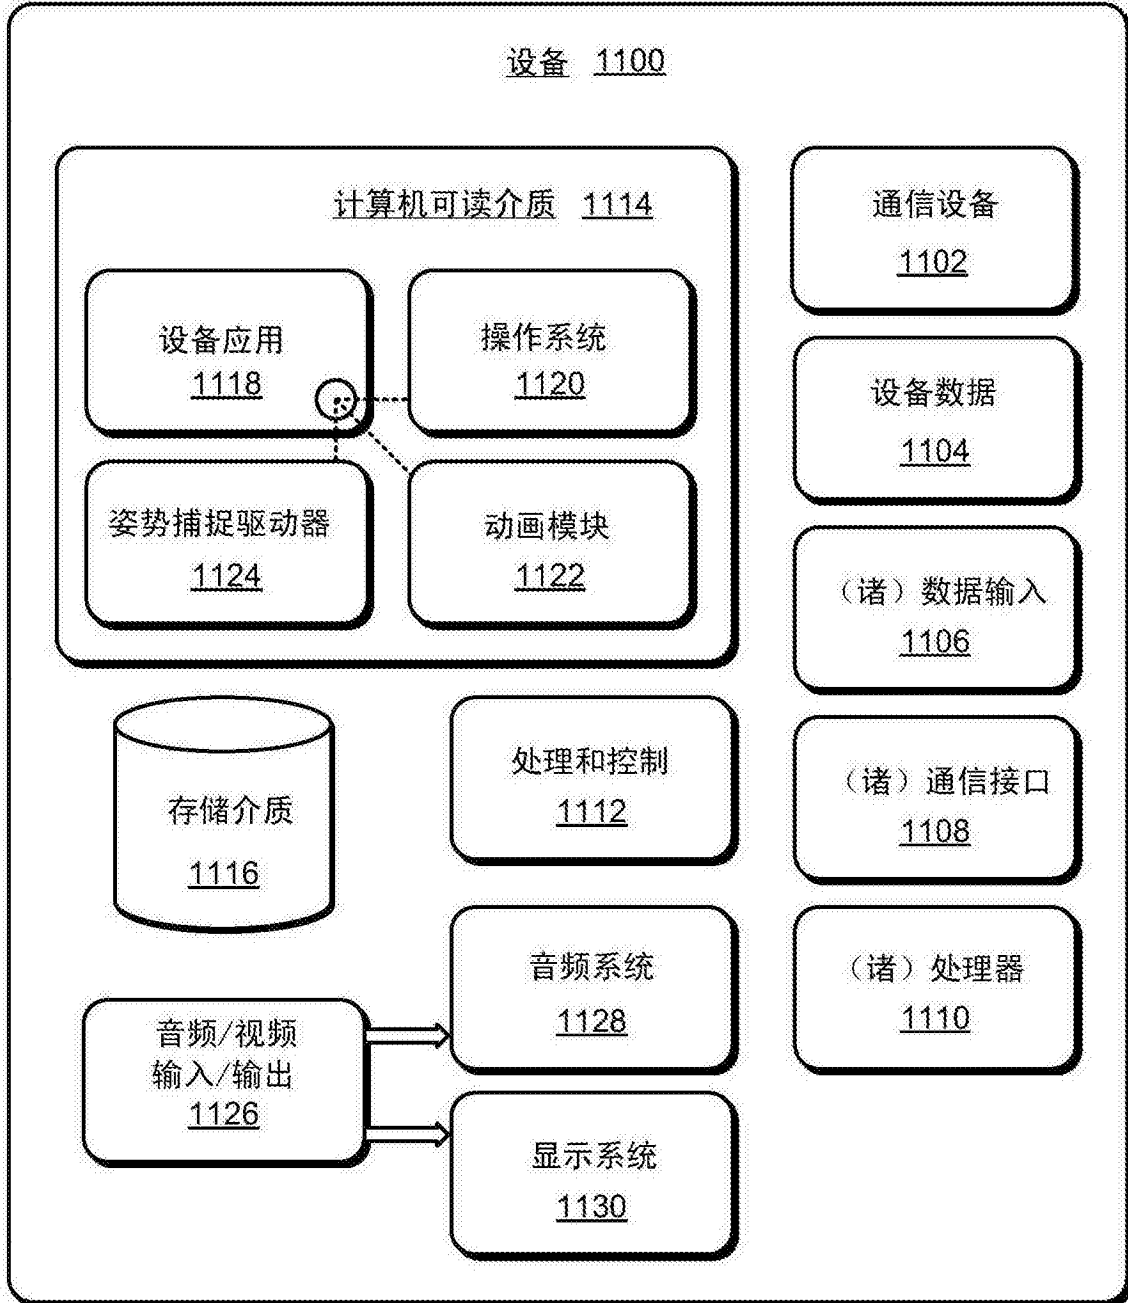 设备 1100
计算机可读介质 1114
设备应用
1118
操作系统
1120
姿势捕捉驱动器
1124
动画模块
1122
通信设备
1102
设备数据
1104
（诸）数据输入
1106
（诸）通信接口
1108
（诸）处理器
1110
存储介质
1116
处理和控制
1112
音频/视频
输入/输出
1126
音频系统
1128
显示系统
1130